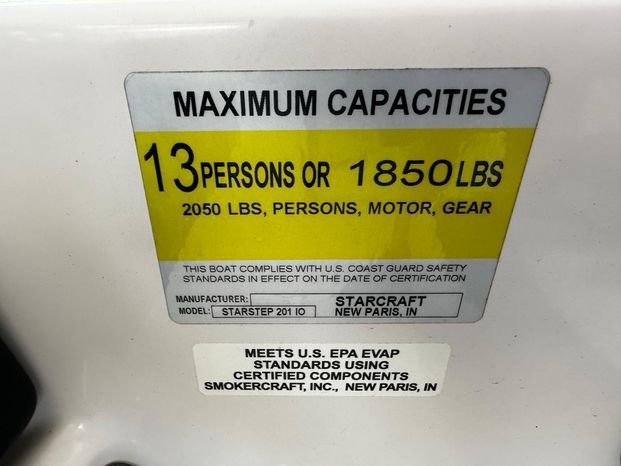 MAXIMUM CAPACITIES
13 PERSONS OR 1850 LBS
2050 LBS, PERSONS, MOTOR, GEAR
THIS BOAT COMPLIES WITH U.S. COAST GUARD SAFETY
STANDARDS IN EFFECT ON THE DATE OF CERTIFICATION
MANUFACTURER: STARCRAFT
MODEL: STARSTEP 201 IO NEW PARIS, IN
MEETS U.S. EPA EVAP
STANDARDS USING
CERTIFIED COMPONENTS
SMOKERCRAFT, INC., NEW PARIS, IN